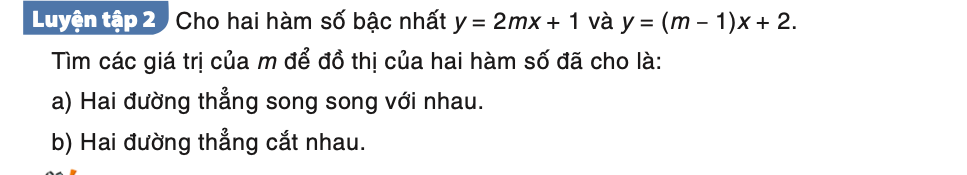 Luyện tập 2 Cho hai hàm số bậc nhất y = 2mx + 1 và y = (m – 1)x + 2.
Tìm các giá trị của m để đồ thị của hai hàm số đã cho là:
a) Hai đường thẳng song song với nhau.
b) Hai đường thẳng cắt nhau.